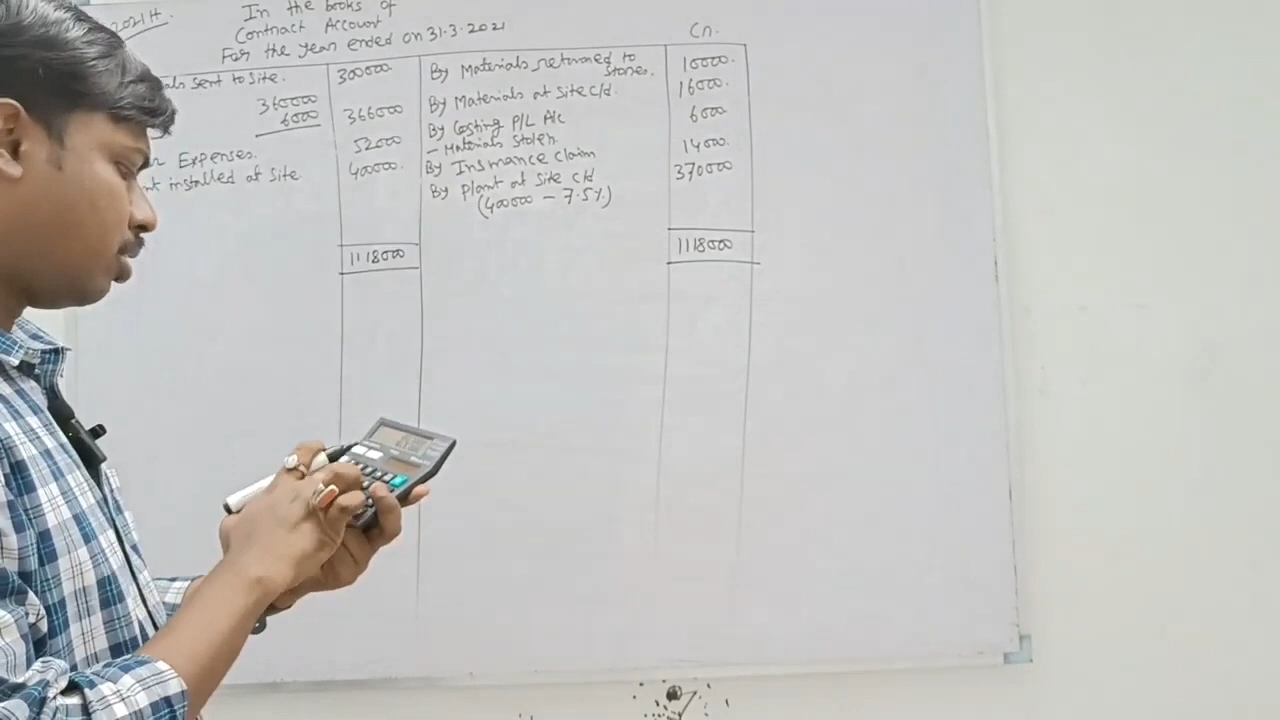 2021H.
In the books of
Contract Account
For the year ended on 31.3.2021
Cr.
als sent to Site. 300000
360000
6000 366000
52000
Expenses.
installed at Site 400000.
1118000
By Materials returned to Stores. 10000.
By Materials at Site c/d. 16000.
By Costing P/L A/c 6000
- Materials Stolen.
By Insurance claim 14000.
By Plant at Site c/d 370000
(400000 - 7.5%)
1118000